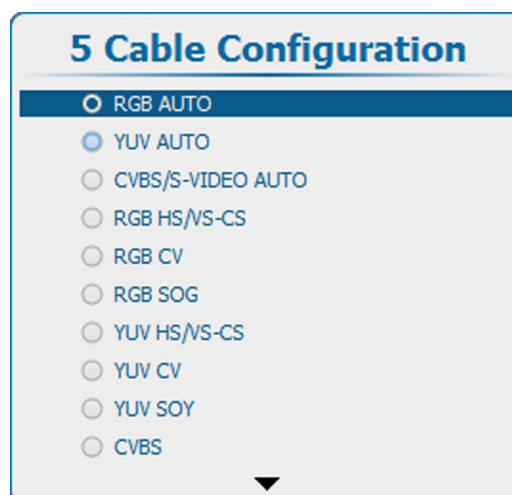 5 Cable Configuration
RGB AUTO
YUV AUTO
CVBS/S-VIDEO AUTO
RGB HS/VS-CS
RGB CV
RGB SOG
YUV HS/VS-CS
YUV CV
YUV SOY
CVBS